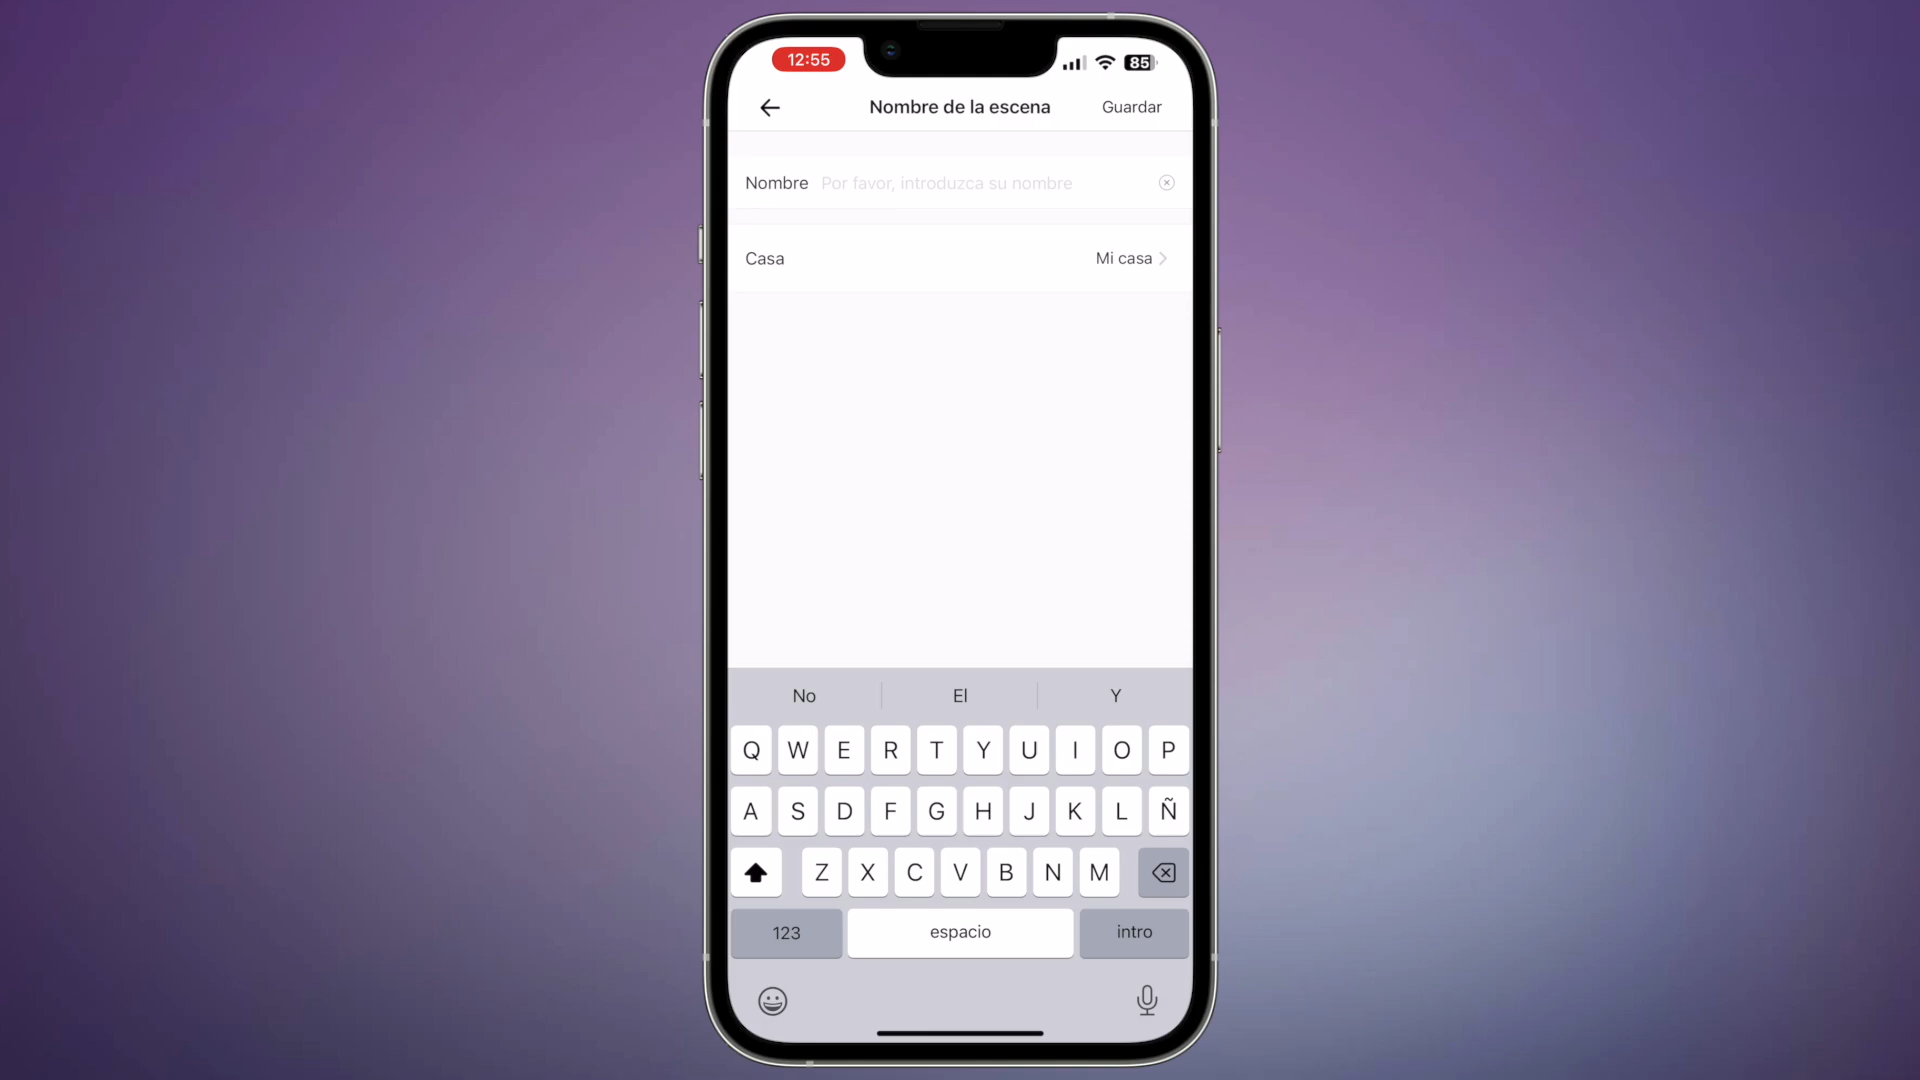 12:55
85
Nombre de la escena
Guardar
Nombre Por favor, introduzca su nombre
Casa Mi casa
No El Y
Q W E R T Y U I O P
A S D F G H J K L Ñ
Z X C V B N M
123 espacio intro